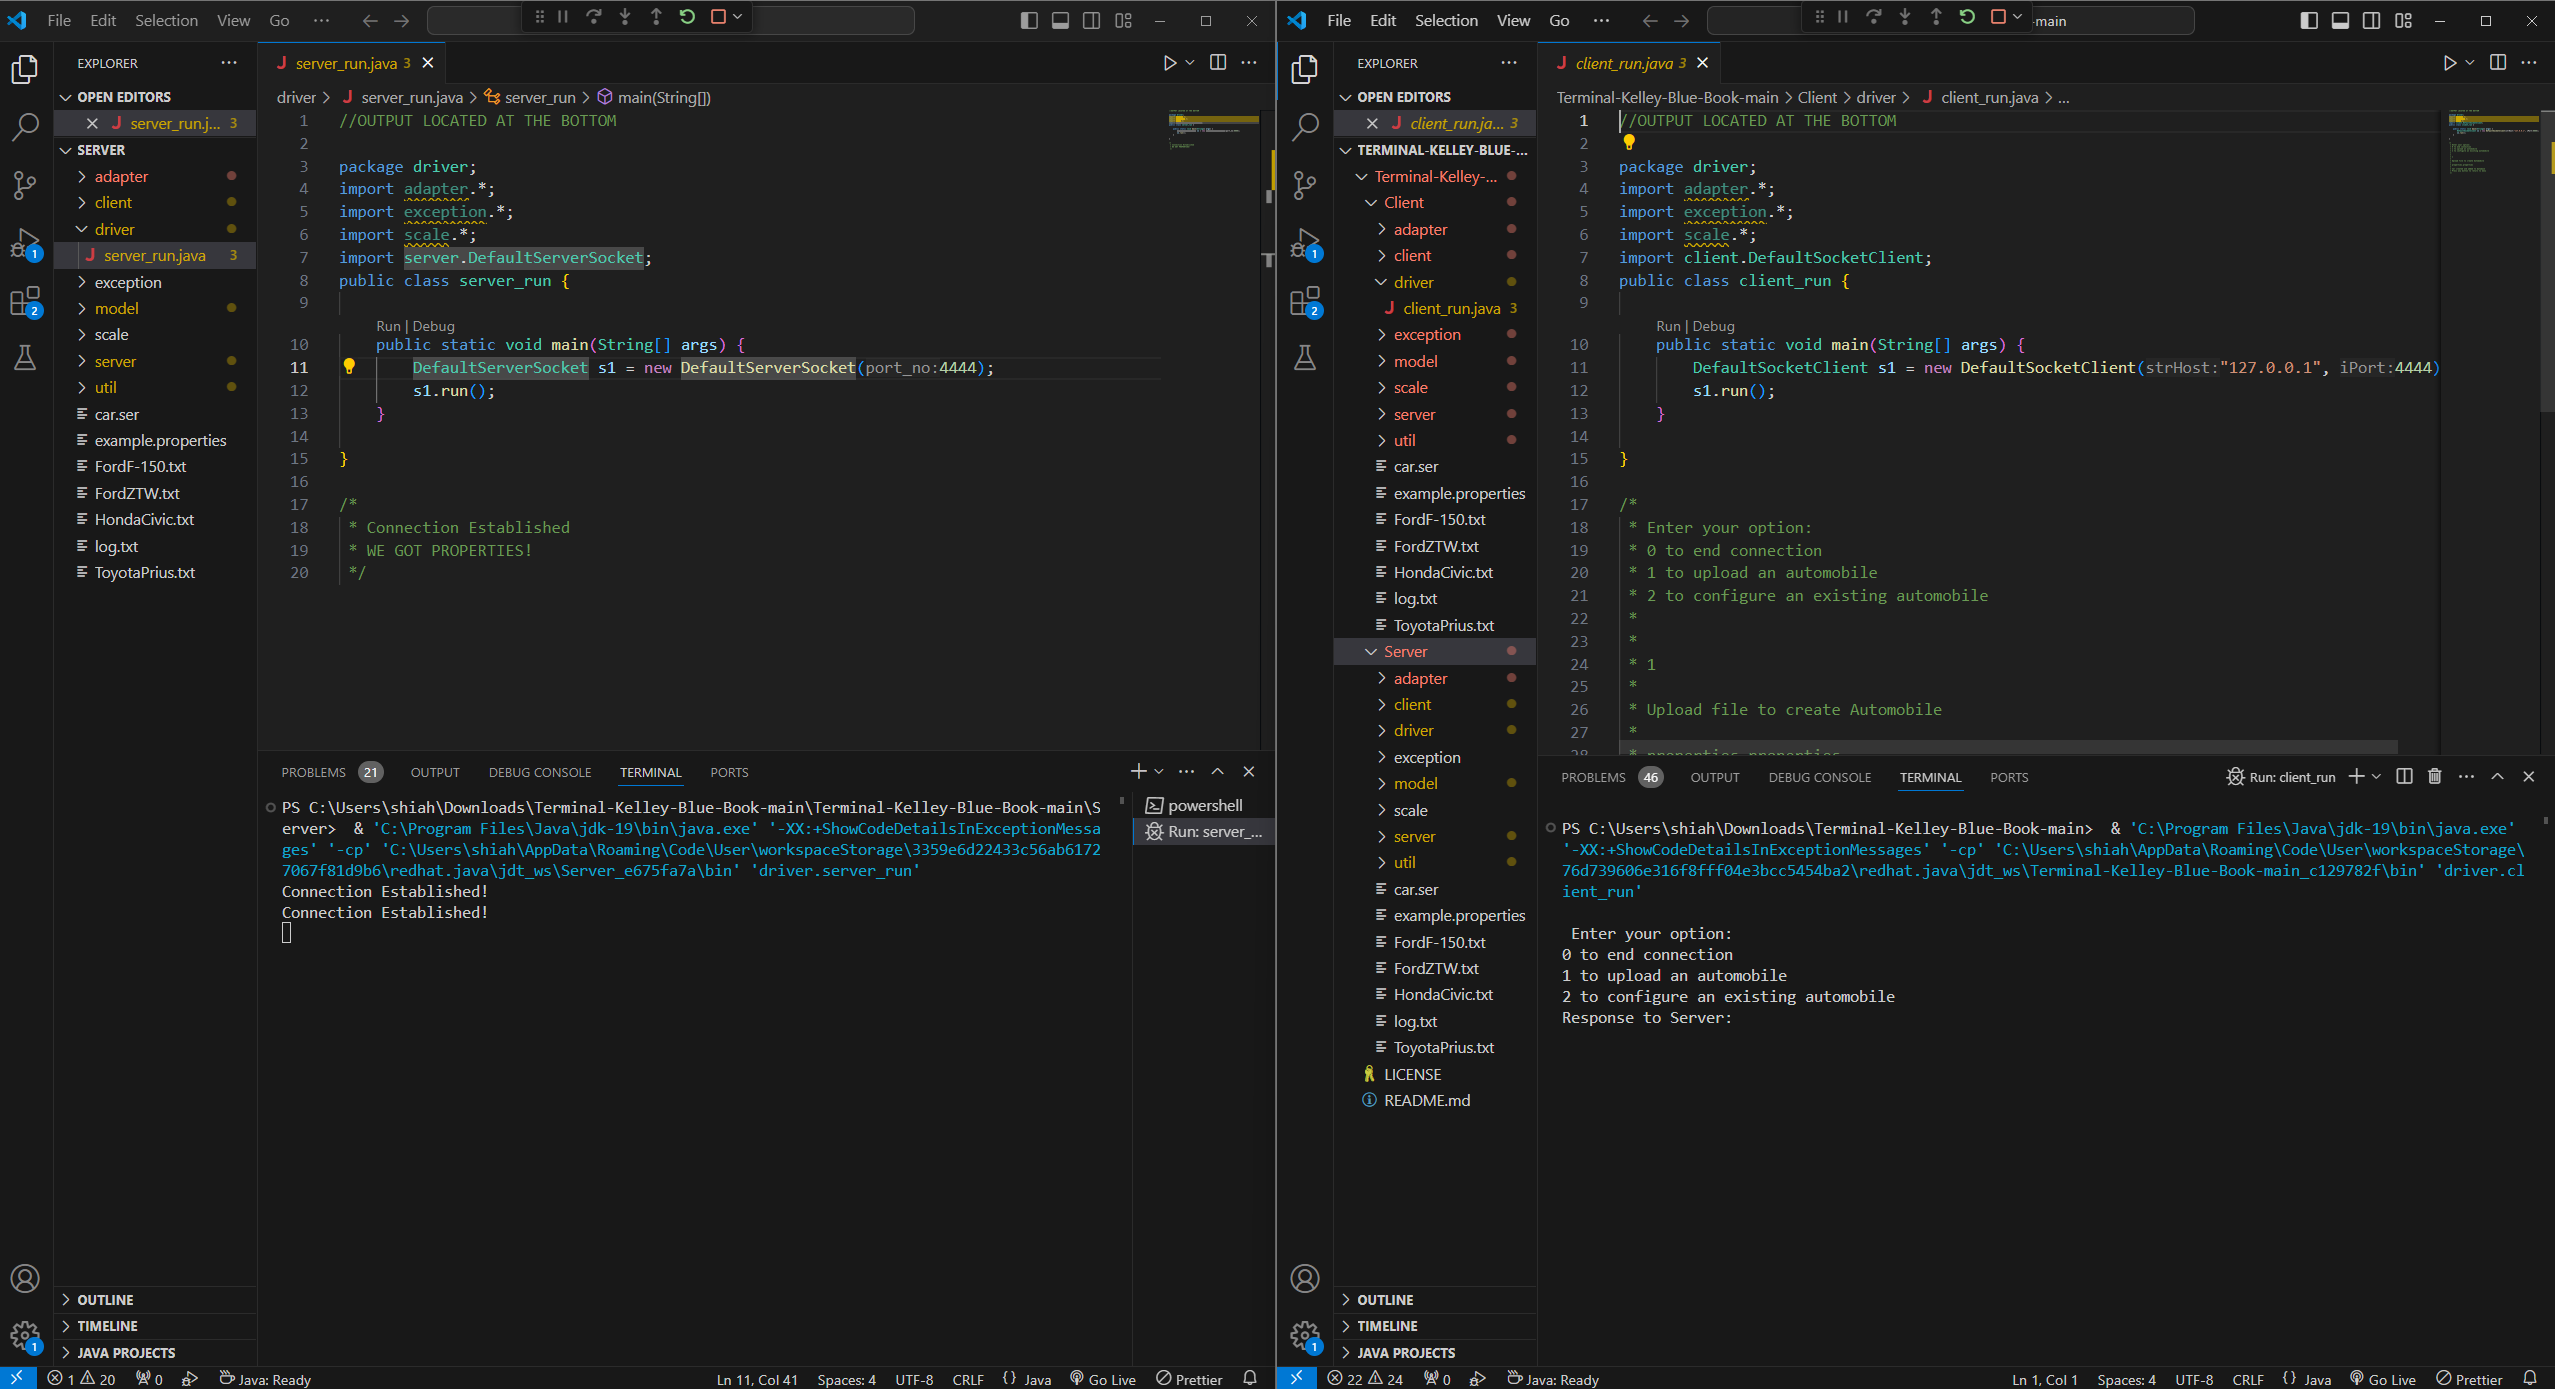 File Edit Selection View Go ···
EXPLORER ···
OPEN EDITORS
server_run.j... 3
SERVER
adapter
client
driver
server_run.java 3
exception
model
scale
server
util
car.ser
example.properties
FordF-150.txt
FordZTW.txt
HondaCivic.txt
log.txt
ToyotaPrius.txt
OUTLINE
TIMELINE
JAVA PROJECTS
1
2
1
server_run.java 3
driver > server_run.java > server_run > main(String[])
1 //OUTPUT LOCATED AT THE BOTTOM
2
3 package driver;
4 import adapter.*;
5 import exception.*;
6 import scale.*;
7 import server.DefaultServerSocket;
8 public class server_run {
9
Run | Debug
10 public static void main(String[] args) {
11 DefaultServerSocket s1 = new DefaultServerSocket(port_no:4444);
12 s1.run();
13 }
14
15 }
16
17 /*
18 * Connection Established
19 * WE GOT PROPERTIES!
20 */
PROBLEMS 21 OUTPUT DEBUG CONSOLE TERMINAL PORTS
PS C:\Users\shiah\Downloads\Terminal-Kelley-Blue-Book-main\Terminal-Kelley-Blue-Book-main\S
erver>  & 'C:\Program Files\Java\jdk-19\bin\java.exe' '-XX:+ShowCodeDetailsInExceptionMessa
ges' '-cp' 'C:\Users\shiah\AppData\Roaming\Code\User\workspaceStorage\3359e6d22433c56ab6172
7067f81d9b6\redhat.java\jdt_ws\Server_e675fa7a\bin' 'driver.server_run'
Connection Established!
Connection Established!
powershell
Run: server_...
1 20 0 Java: Ready Ln 11, Col 41 Spaces: 4 UTF-8 CRLF {} Java Go Live Prettier
File Edit Selection View Go ··· -main
EXPLORER ···
OPEN EDITORS
client_run.ja... 3
TERMINAL-KELLEY-BLUE-...
Terminal-Kelley-...
Client
adapter
client
driver
client_run.java 3
exception
model
scale
server
util
car.ser
example.properties
FordF-150.txt
FordZTW.txt
HondaCivic.txt
log.txt
ToyotaPrius.txt
Server
adapter
client
driver
exception
model
scale
server
util
car.ser
example.properties
FordF-150.txt
FordZTW.txt
HondaCivic.txt
log.txt
ToyotaPrius.txt
LICENSE
README.md
OUTLINE
TIMELINE
JAVA PROJECTS
1
2
1
client_run.java 3
Terminal-Kelley-Blue-Book-main > Client > driver > client_run.java > ...
1 //OUTPUT LOCATED AT THE BOTTOM
2
3 package driver;
4 import adapter.*;
5 import exception.*;
6 import scale.*;
7 import client.DefaultSocketClient;
8 public class client_run {
9
Run | Debug
10 public static void main(String[] args) {
11 DefaultSocketClient s1 = new DefaultSocketClient(strHost:"127.0.0.1", iPort:4444)
12 s1.run();
13 }
14
15 }
16
17 /*
18 * Enter your option:
19 * 0 to end connection
20 * 1 to upload an automobile
21 * 2 to configure an existing automobile
22 *
23 *
24 * 1
25 *
26 * Upload file to create Automobile
27 *
28 * properties.properties
PROBLEMS 46 OUTPUT DEBUG CONSOLE TERMINAL PORTS Run: client_run
PS C:\Users\shiah\Downloads\Terminal-Kelley-Blue-Book-main>  & 'C:\Program Files\Java\jdk-19\bin\java.exe'
'-XX:+ShowCodeDetailsInExceptionMessages' '-cp' 'C:\Users\shiah\AppData\Roaming\Code\User\workspaceStorage\
76d739606e316f8fff04e3bcc5454ba2\redhat.java\jdt_ws\Terminal-Kelley-Blue-Book-main_c129782f\bin' 'driver.cl
ient_run'
Enter your option:
0 to end connection
1 to upload an automobile
2 to configure an existing automobile
Response to Server:
22 24 0 Java: Ready Ln 1, Col 1 Spaces: 4 UTF-8 CRLF {} Java Go Live Prettier